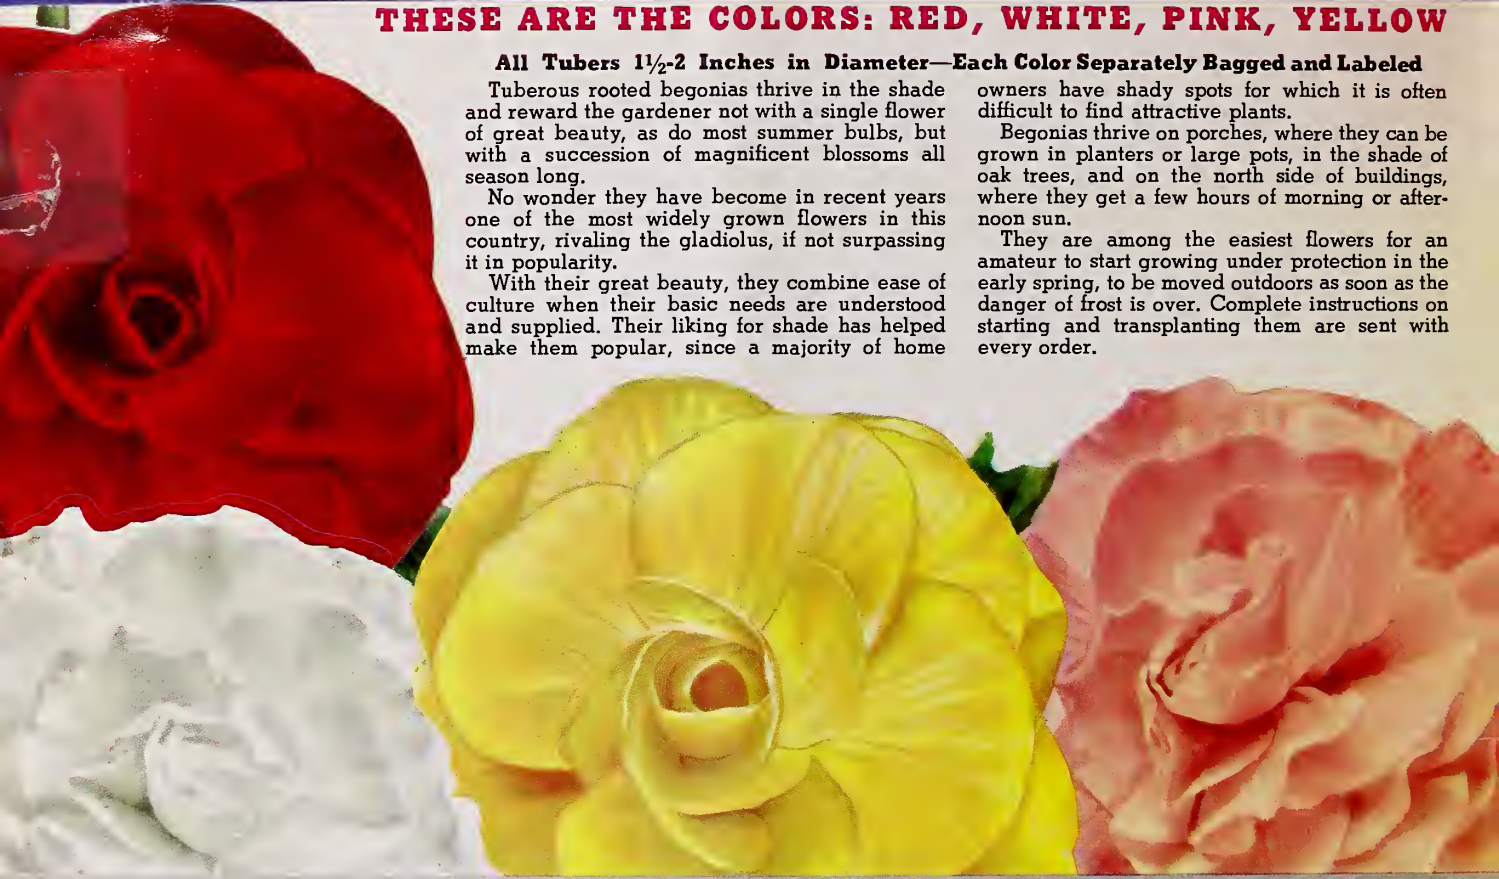 THESE ARE THE COLORS: RED, WHITE, PINK, YELLOW
All Tubers 1½-2 Inches in Diameter—Each Color Separately Bagged and Labeled
Tuberous rooted begonias thrive in the shade
and reward the gardener not with a single flower
of great beauty, as do most summer bulbs, but
with a succession of magnificent blossoms all
season long.
No wonder they have become in recent years
one of the most widely grown flowers in this
country, rivaling the gladiolus, if not surpassing
it in popularity.
With their great beauty, they combine ease of
culture when their basic needs are understood
and supplied. Their liking for shade has helped
make them popular, since a majority of home
owners have shady spots for which it is often
difficult to find attractive plants.
Begonias thrive on porches, where they can be
grown in planters or large pots, in the shade of
oak trees, and on the north side of buildings,
where they get a few hours of morning or after-
noon sun.
They are among the easiest flowers for an
amateur to start growing under protection in the
early spring, to be moved outdoors as soon as the
danger of frost is over. Complete instructions on
starting and transplanting them are sent with
every order.